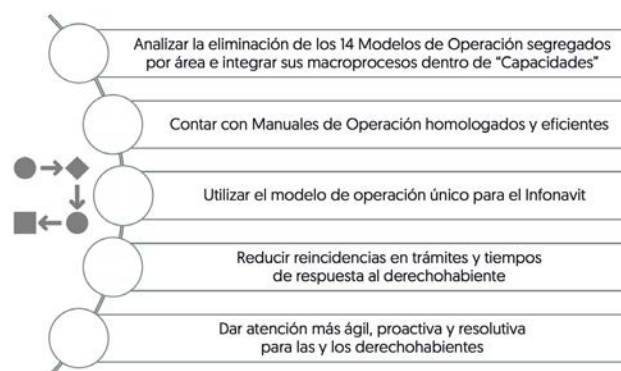 Analizar la eliminación de los 14 Modelos de Operación segregados
por área e integrar sus macroprocesos dentro de “Capacidades”
Contar con Manuales de Operación homologados y eficientes
Utilizar el modelo de operación único para el Infonavit
Reducir reincidencias en trámites y tiempos
de respuesta al derechohabiente
Dar atención más ágil, proactiva y resolutiva
para las y los derechohabientes